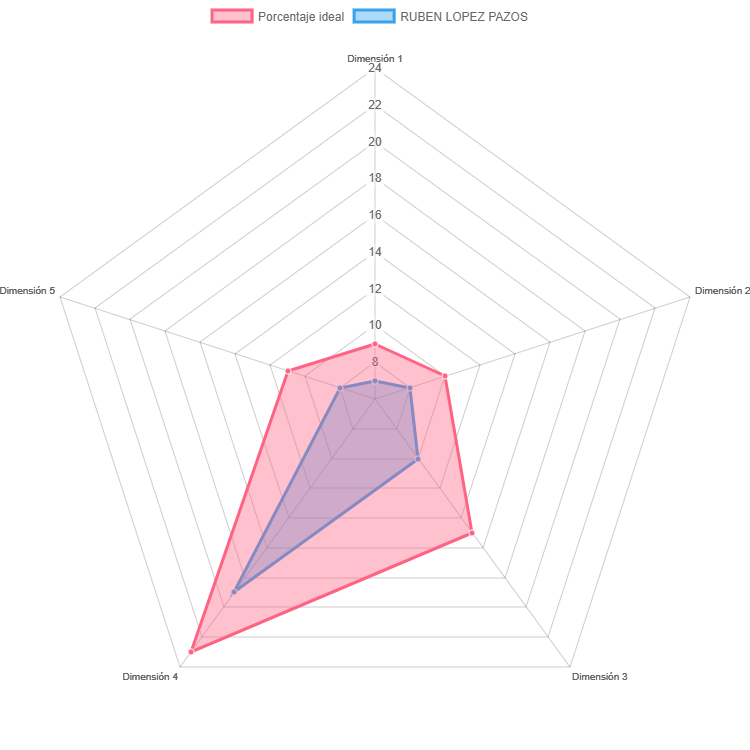 Porcentaje ideal
RUBEN LOPEZ PAZOS
Dimensión 1
24
22
20
18
16
14
12
10
8
Dimensión 5
Dimensión 2
Dimensión 4
Dimensión 3